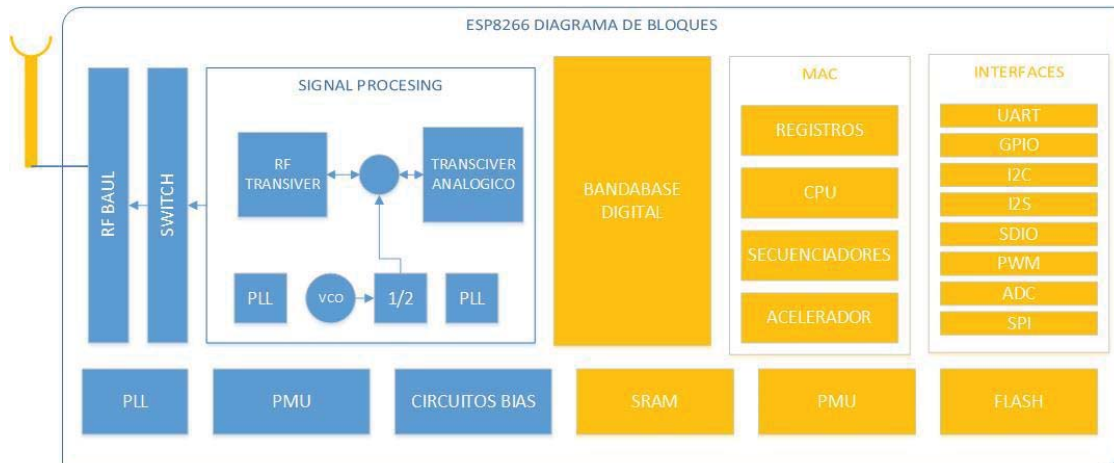 ESP8266 DIAGRAMA DE BLOQUES
RF BAUL
SWITCH
SIGNAL PROCESING
RF
TRANSIVER
TRANSCIVER
ANALOGICO
PLL
VCO
1/2
PLL
BANDABASE
DIGITAL
MAC
REGISTROS
CPU
SECUENCIADORES
ACELERADOR
INTERFACES
UART
GPIO
I2C
I2S
SDIO
PWM
ADC
SPI
PLL
PMU
CIRCUITOS BIAS
SRAM
PMU
FLASH